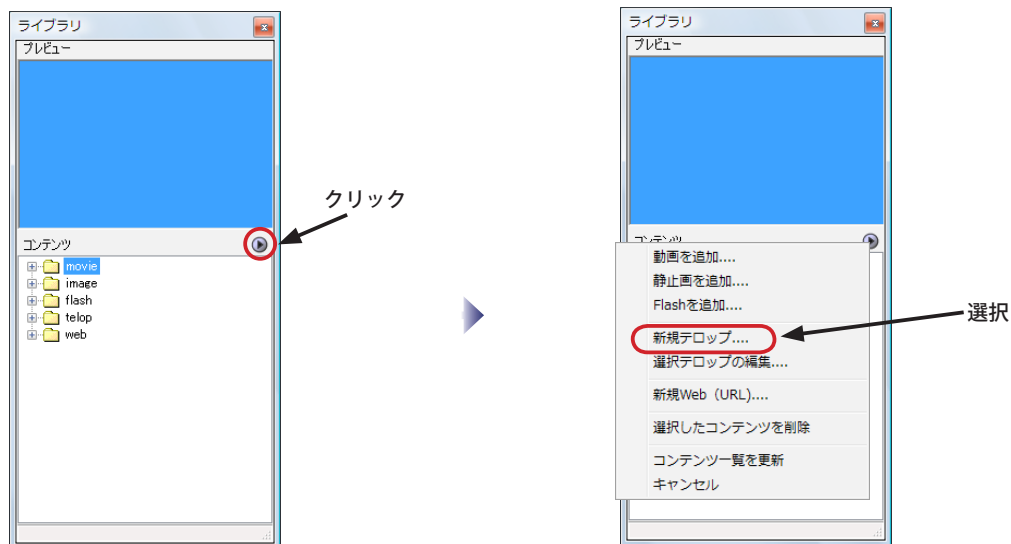 ライブラリ
プレビュー
クリック
コンテンツ
movie
image
flash
telop
web
ライブラリ
プレビュー
コンテンツ
動画を追加....
静止画を追加....
Flashを追加....
新規テロップ....
選択
選択テロップの編集....
新規Web（URL)....
選択したコンテンツを削除
コンテンツ一覧を更新
キャンセル